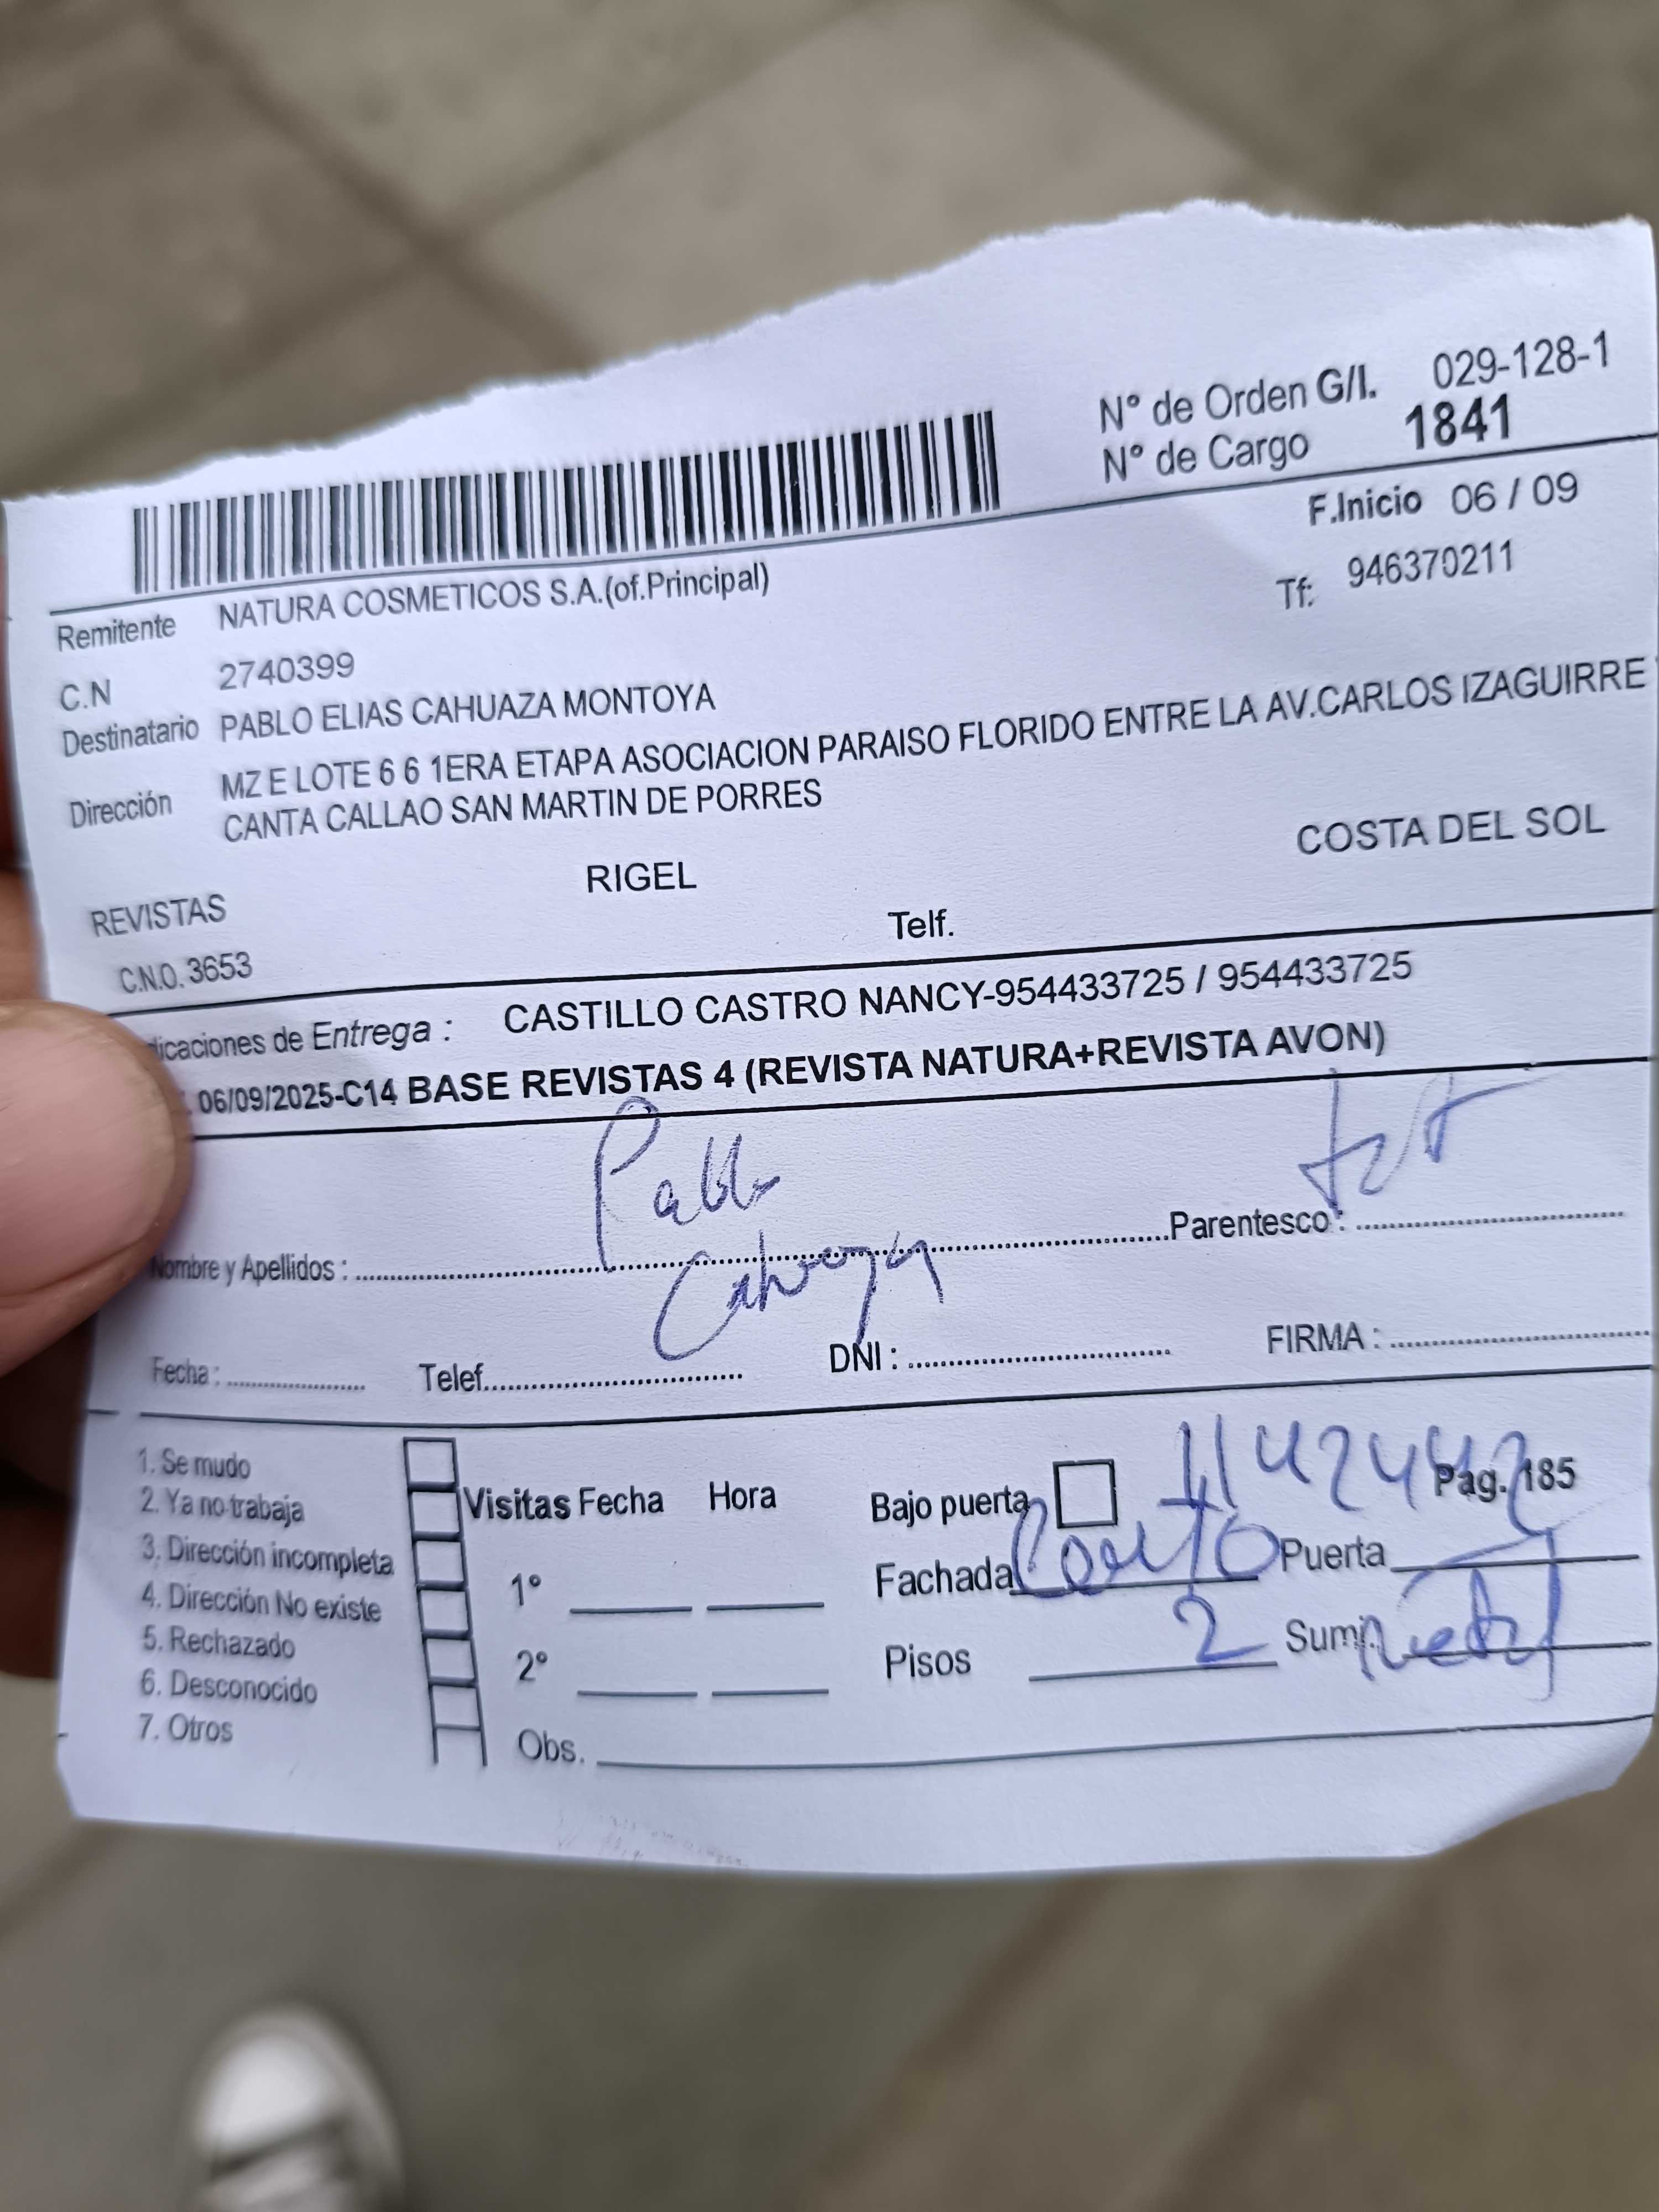 N° de Orden G/I. 029-128-1
N° de Cargo 1841
F.Inicio 06 / 09
Remitente NATURA COSMETICOS S.A.(of.Principal)
Tf: 946370211
C.N 2740399
Destinatario PABLO ELIAS CAHUAZA MONTOYA
Dirección MZ E LOTE 6 6 1ERA ETAPA ASOCIACION PARAISO FLORIDO ENTRE LA AV.CARLOS IZAGUIRRE
CANTA CALLAO SAN MARTIN DE PORRES
REVISTAS RIGEL COSTA DEL SOL
C.N.O. 3653 Telf.
dicaciones de Entrega : CASTILLO CASTRO NANCY-954433725 / 954433725
06/09/2025-C14 BASE REVISTAS 4 (REVISTA NATURA+REVISTA AVON)
Pablo
Nombre y Apellidos : Parentesco :
Fecha : Telef. DNI : FIRMA :
1. Se mudo
2. Ya no trabaja
3. Dirección incompleta
4. Dirección No existe
5. Rechazado
6. Desconocido
7. Otros
Visitas Fecha Hora
1°
2°
Obs.
Bajo puerta Pag. 185
Fachada Puerta
Pisos 2 Sumi.